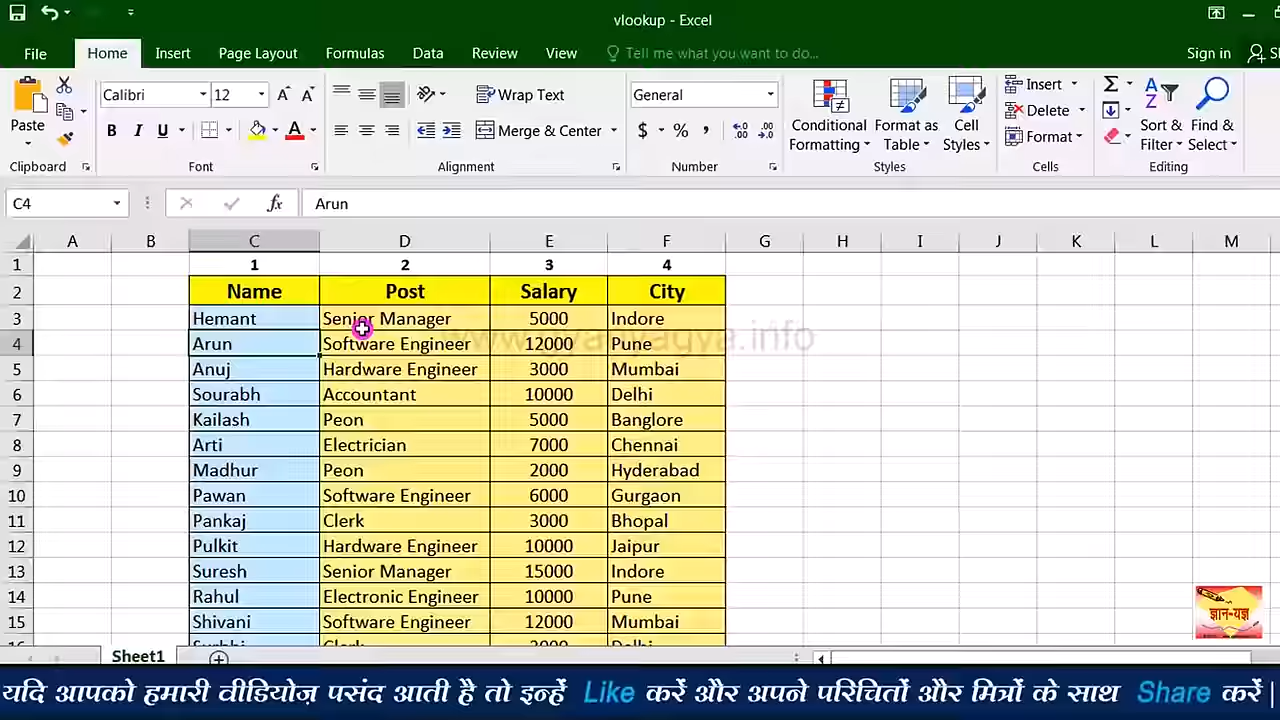 vlookup - Excel
File Home Insert Page Layout Formulas Data Review View Tell me what you want to do... Sign in
Calibri 12 Wrap Text General Insert
Paste B I U Merge & Center $ % Conditional Formatting Format as Table Cell Styles Delete Format Sort & Filter Find & Select
Clipboard Font Alignment Number Styles Cells Editing
C4 fx Arun
A B C D E F G H I J K L M
1 1 2 3 4
2 Name Post Salary City
3 Hemant Senior Manager 5000 Indore
www.gyanyagya.info
4 Arun Software Engineer 12000 Pune
5 Anuj Hardware Engineer 3000 Mumbai
6 Sourabh Accountant 10000 Delhi
7 Kailash Peon 5000 Banglore
8 Arti Electrician 7000 Chennai
9 Madhur Peon 2000 Hyderabad
10 Pawan Software Engineer 6000 Gurgaon
11 Pankaj Clerk 3000 Bhopal
12 Pulkit Hardware Engineer 10000 Jaipur
13 Suresh Senior Manager 15000 Indore
14 Rahul Electronic Engineer 10000 Pune
15 Shivani Software Engineer 12000 Mumbai
ज्ञान-यज्ञ
Sheet1
यदि आपको हमारी वीडियोज़ पसंद आती है तो इन्हें Like करें और अपने परिचितों और मित्रों के साथ Share करें |